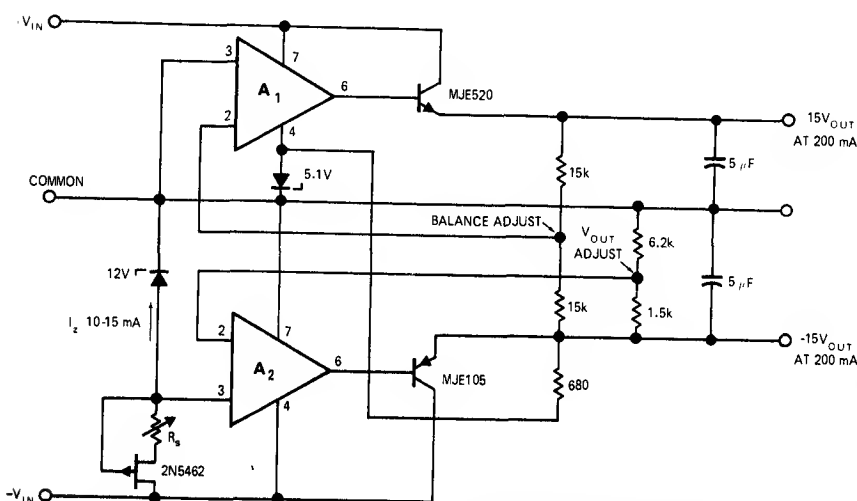 -VIN
7
3
A1
6
MJE520
2
4
15VOUT
AT 200 mA
5 µF
15k
5.1V
COMMON
BALANCE ADJUST
VOUT
ADJUST
6.2k
12V
5 µF
Iz 10-15 mA
15k
1.5k
2
7
A2
6
MJE105
-15VOUT
AT 200 mA
3
4
680
Rs
2N5462
-VIN